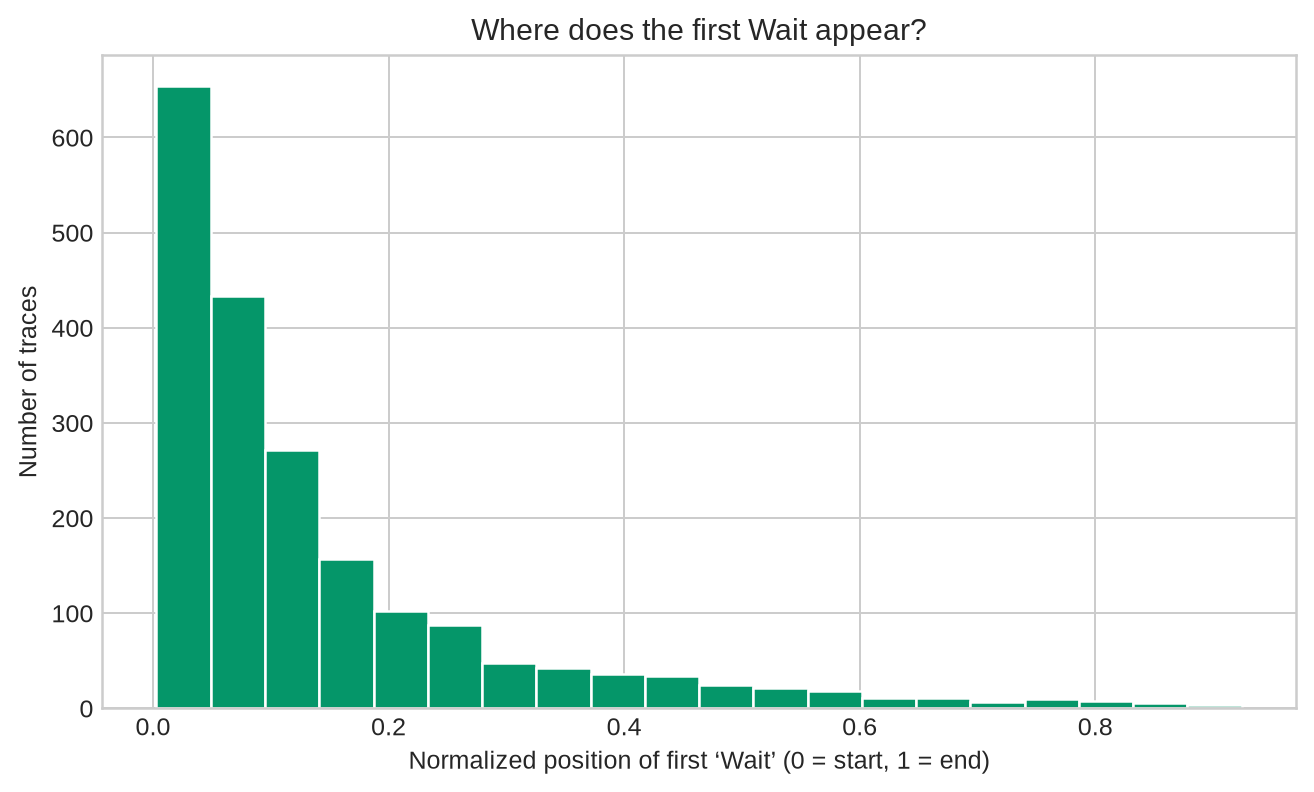 Where does the first Wait appear?
Number of traces
600
500
400
300
200
100
0
0.0 0.2 0.4 0.6 0.8
Normalized position of first ‘Wait’ (0 = start, 1 = end)